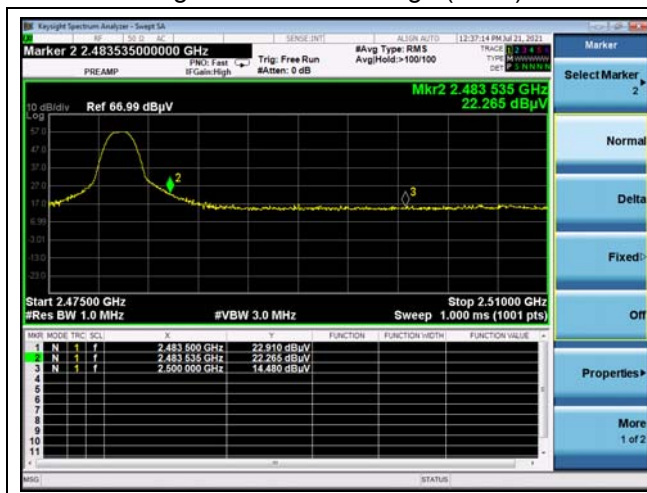 Keysight Spectrum Analyzer - Swept SA
RF 50 Ω AC SENSE:INT ALIGN AUTO 12:37:14 PM Jul 21, 2021
Marker 2 2.483535000000 GHz
PREAMP
PNO: Fast
IFGain:High
Trig: Free Run
#Atten: 0 dB
#Avg Type: RMS
Avg|Hold:>100/100
TRACE 1 2 3 4 5 6
TYPE M W W W W W
DET P S N N N N
Mkr2 2.483 535 GHz
22.265 dBµV
10 dB/div Ref 66.99 dBµV
Log
57.0
47.0
37.0
27.0
17.0
6.99
-3.01
-13.0
-23.0
2
3
Start 2.47500 GHz Stop 2.51000 GHz
#Res BW 1.0 MHz #VBW 3.0 MHz Sweep 1.000 ms (1001 pts)
MKR MODE TRC SCL X Y FUNCTION FUNCTION WIDTH FUNCTION VALUE
1 N 1 f 2.483 500 GHz 22.910 dBµV
2 N 1 f 2.483 535 GHz 22.265 dBµV
3 N 1 f 2.500 000 GHz 14.480 dBµV
4
5
6
7
8
9
10
11
MSG STATUS
Marker
Select Marker
2
Normal
Delta
Fixed
Off
Properties
More
1 of 2